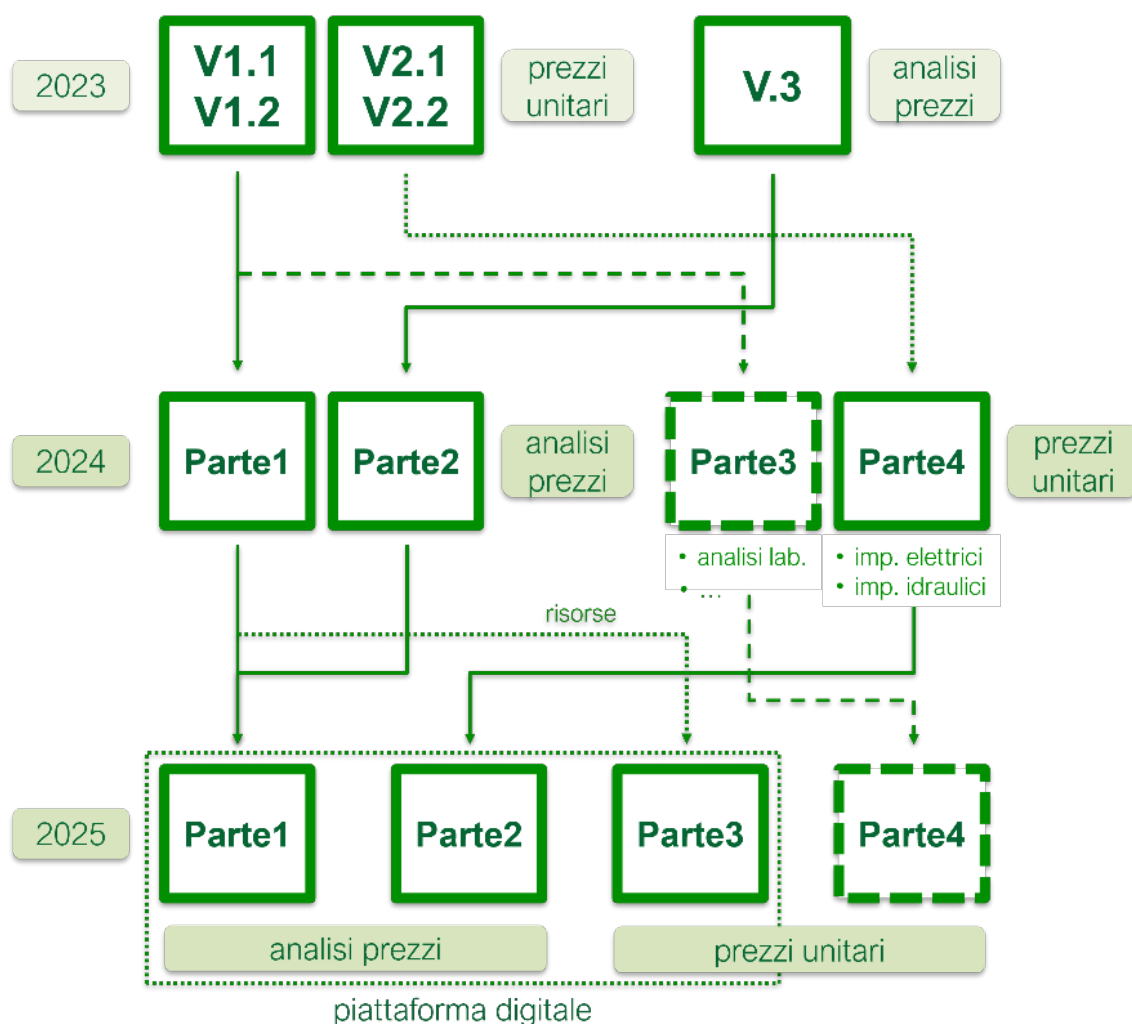 2023
V1.1
V1.2
V2.1
V2.2
prezzi
unitari
V.3
analisi
prezzi
2024
Parte1
Parte2
analisi
prezzi
Parte3
Parte4
prezzi
unitari
• analisi lab.
• ...
• imp. elettrici
• imp. idraulici
risorse
2025
Parte1
Parte2
Parte3
Parte4
analisi prezzi
prezzi unitari
piattaforma digitale